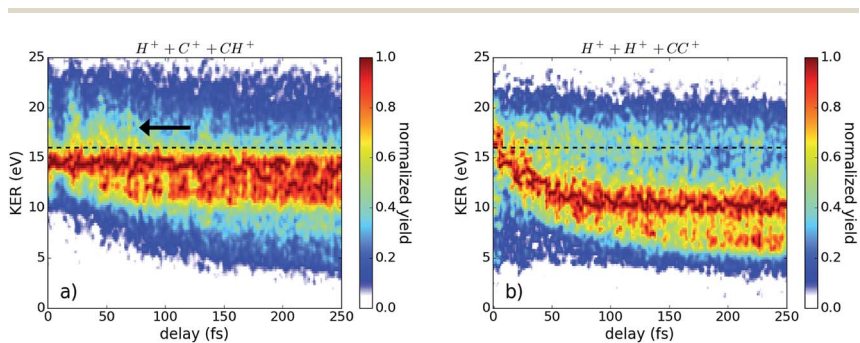 H⁺ + C⁺ + CH⁺
25
20
15
10
5
0
KER (eV)
0 50 100 150 200 250
delay (fs)
a)
1.0
0.8
0.6
0.4
0.2
0.0
normalized yield
H⁺ + H⁺ + CC⁺
25
20
15
10
5
0
KER (eV)
0 50 100 150 200 250
delay (fs)
b)
1.0
0.8
0.6
0.4
0.2
0.0
normalized yield